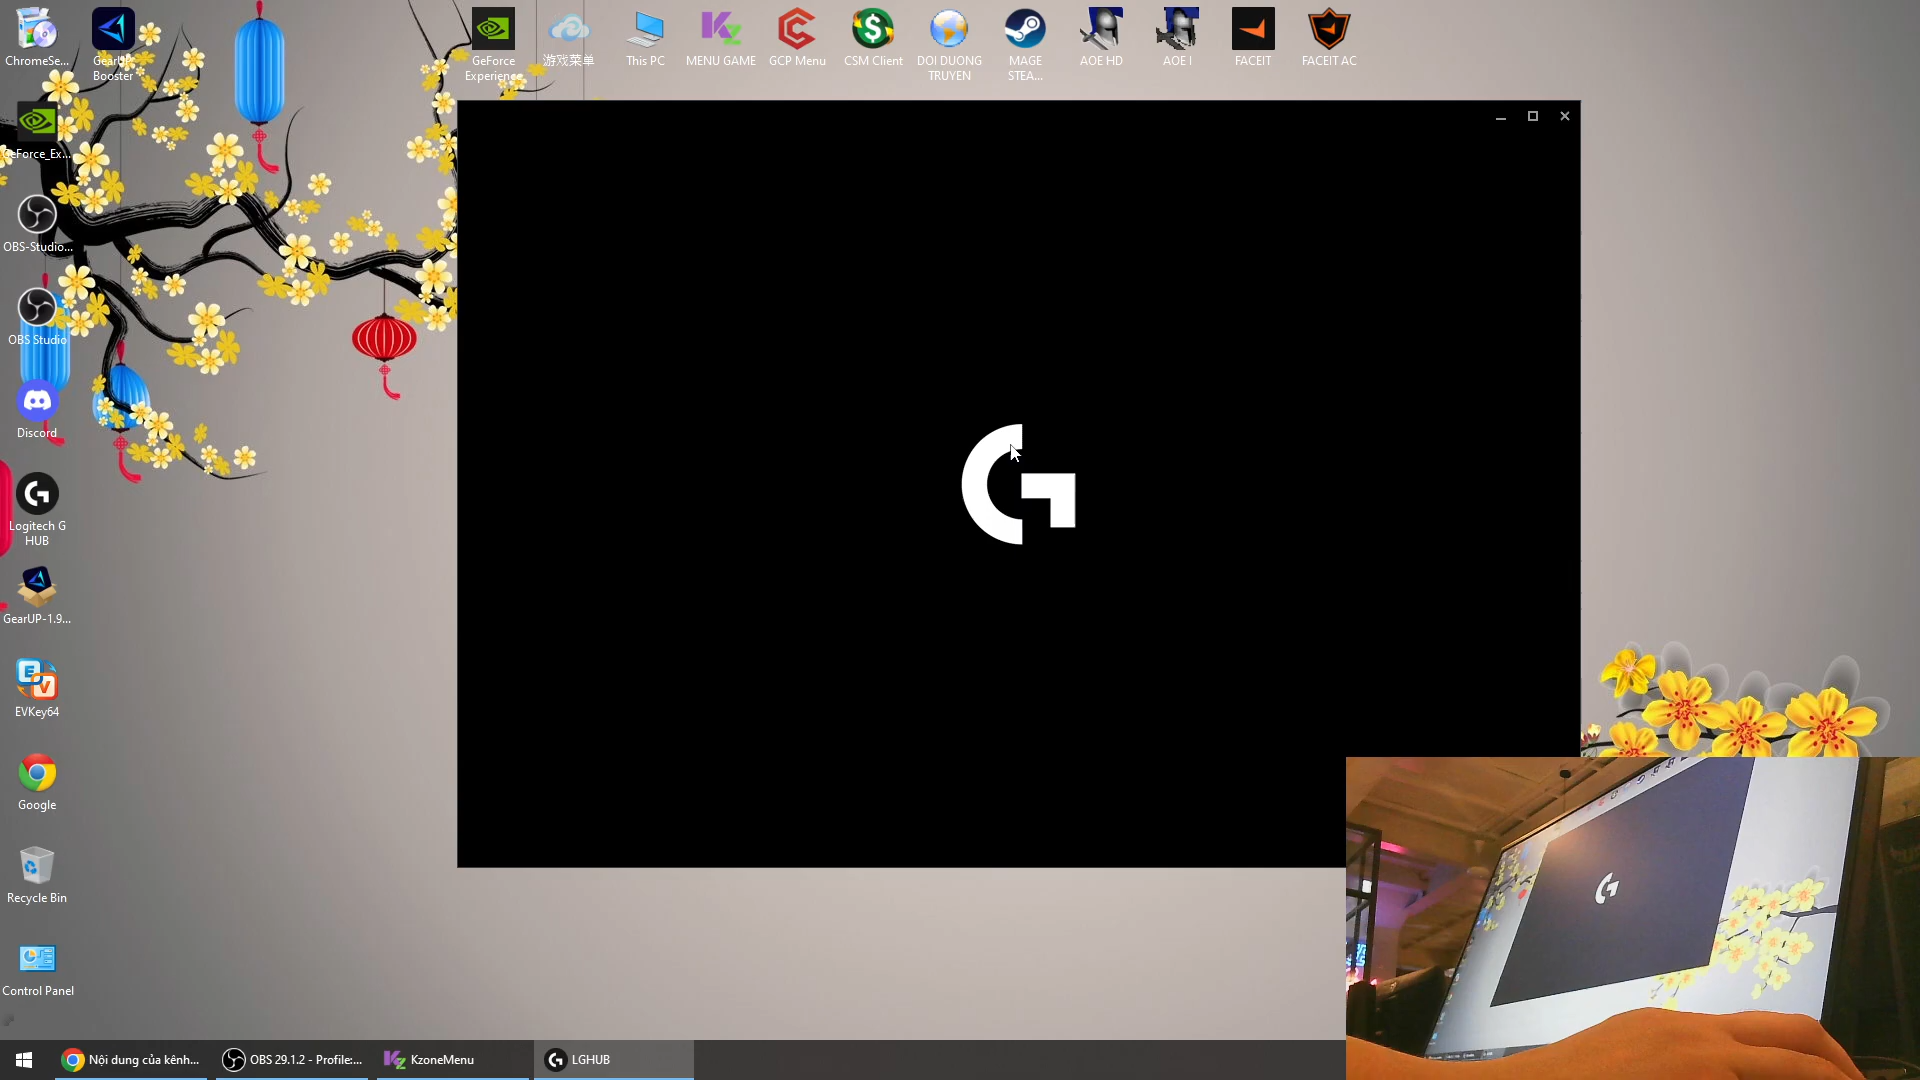 ChromeSe...
GearUP
Booster
GeForce
Experience
游戏菜单
This PC
MENU GAME
GCP Menu
CSM Client
DOI DUONG
TRUYEN
MAGE
STEA...
AOE HD
AOE I
FACEIT
FACEIT AC
GeForce_Ex...
OBS-Studio...
OBS Studio
Discord
Logitech G
HUB
GearUP-1.9...
EVKey64
Google
Recycle Bin
Control Panel
Nội dung của kênh...
OBS 29.1.2 - Profile:...
KzoneMenu
LGHUB